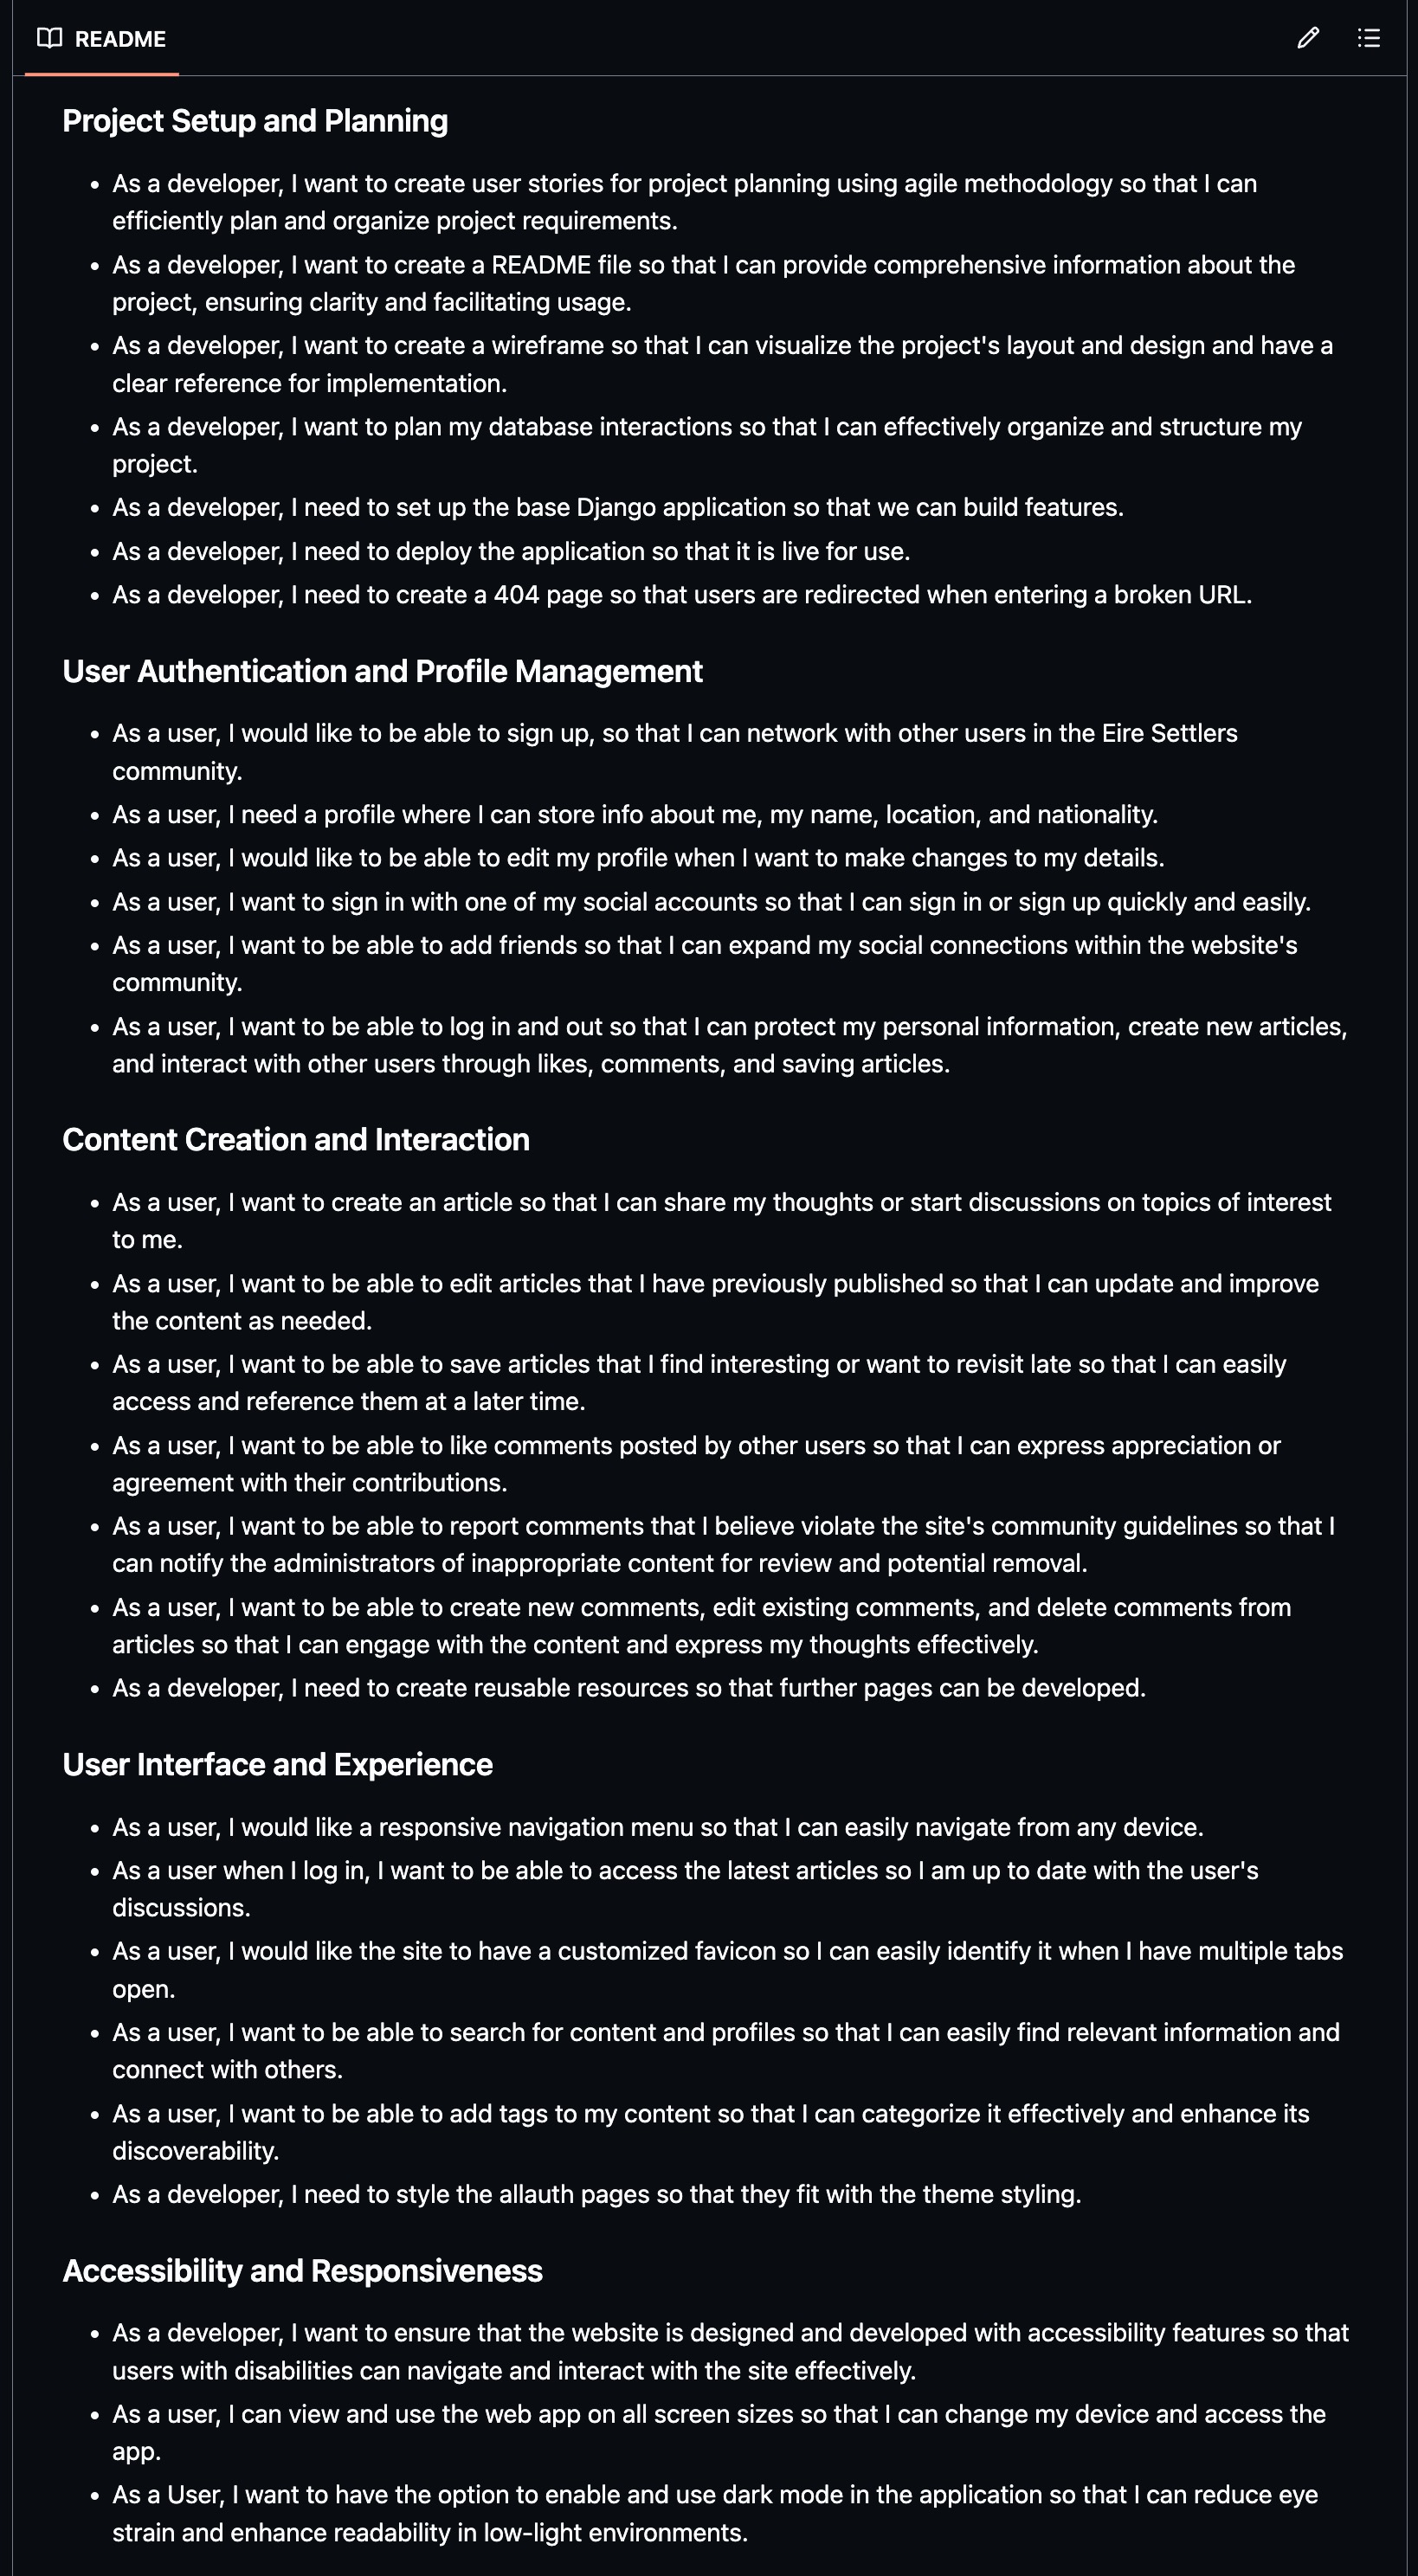 README
Project Setup and Planning
As a developer, I want to create user stories for project planning using agile methodology so that I can
efficiently plan and organize project requirements.
As a developer, I want to create a README file so that I can provide comprehensive information about the
project, ensuring clarity and facilitating usage.
As a developer, I want to create a wireframe so that I can visualize the project's layout and design and have a
clear reference for implementation.
As a developer, I want to plan my database interactions so that I can effectively organize and structure my
project.
As a developer, I need to set up the base Django application so that we can build features.
As a developer, I need to deploy the application so that it is live for use.
As a developer, I need to create a 404 page so that users are redirected when entering a broken URL.
User Authentication and Profile Management
As a user, I would like to be able to sign up, so that I can network with other users in the Eire Settlers
community.
As a user, I need a profile where I can store info about me, my name, location, and nationality.
As a user, I would like to be able to edit my profile when I want to make changes to my details.
As a user, I want to sign in with one of my social accounts so that I can sign in or sign up quickly and easily.
As a user, I want to be able to add friends so that I can expand my social connections within the website's
community.
As a user, I want to be able to log in and out so that I can protect my personal information, create new articles,
and interact with other users through likes, comments, and saving articles.
Content Creation and Interaction
As a user, I want to create an article so that I can share my thoughts or start discussions on topics of interest
to me.
As a user, I want to be able to edit articles that I have previously published so that I can update and improve
the content as needed.
As a user, I want to be able to save articles that I find interesting or want to revisit late so that I can easily
access and reference them at a later time.
As a user, I want to be able to like comments posted by other users so that I can express appreciation or
agreement with their contributions.
As a user, I want to be able to report comments that I believe violate the site's community guidelines so that I
can notify the administrators of inappropriate content for review and potential removal.
As a user, I want to be able to create new comments, edit existing comments, and delete comments from
articles so that I can engage with the content and express my thoughts effectively.
As a developer, I need to create reusable resources so that further pages can be developed.
User Interface and Experience
As a user, I would like a responsive navigation menu so that I can easily navigate from any device.
As a user when I log in, I want to be able to access the latest articles so I am up to date with the user's
discussions.
As a user, I would like the site to have a customized favicon so I can easily identify it when I have multiple tabs
open.
As a user, I want to be able to search for content and profiles so that I can easily find relevant information and
connect with others.
As a user, I want to be able to add tags to my content so that I can categorize it effectively and enhance its
discoverability.
As a developer, I need to style the allauth pages so that they fit with the theme styling.
Accessibility and Responsiveness
As a developer, I want to ensure that the website is designed and developed with accessibility features so that
users with disabilities can navigate and interact with the site effectively.
As a user, I can view and use the web app on all screen sizes so that I can change my device and access the
app.
As a User, I want to have the option to enable and use dark mode in the application so that I can reduce eye
strain and enhance readability in low-light environments.